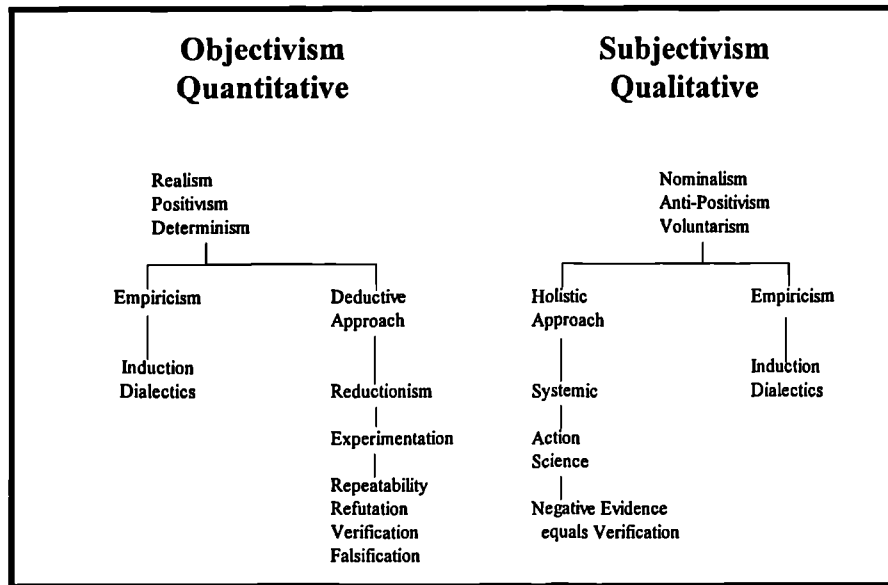 Objectivism
Quantitative
Subjectivism
Qualitative
Realism
Positivism
Determinism
Nominalism
Anti-Positivism
Voluntarism
Empiricism
Deductive
Approach
Holistic
Approach
Empiricism
Induction
Dialectics
Reductionism
Systemic
Induction
Dialectics
Experimentation
Action
Science
Repeatability
Refutation
Verification
Falsification
Negative Evidence
equals Verification